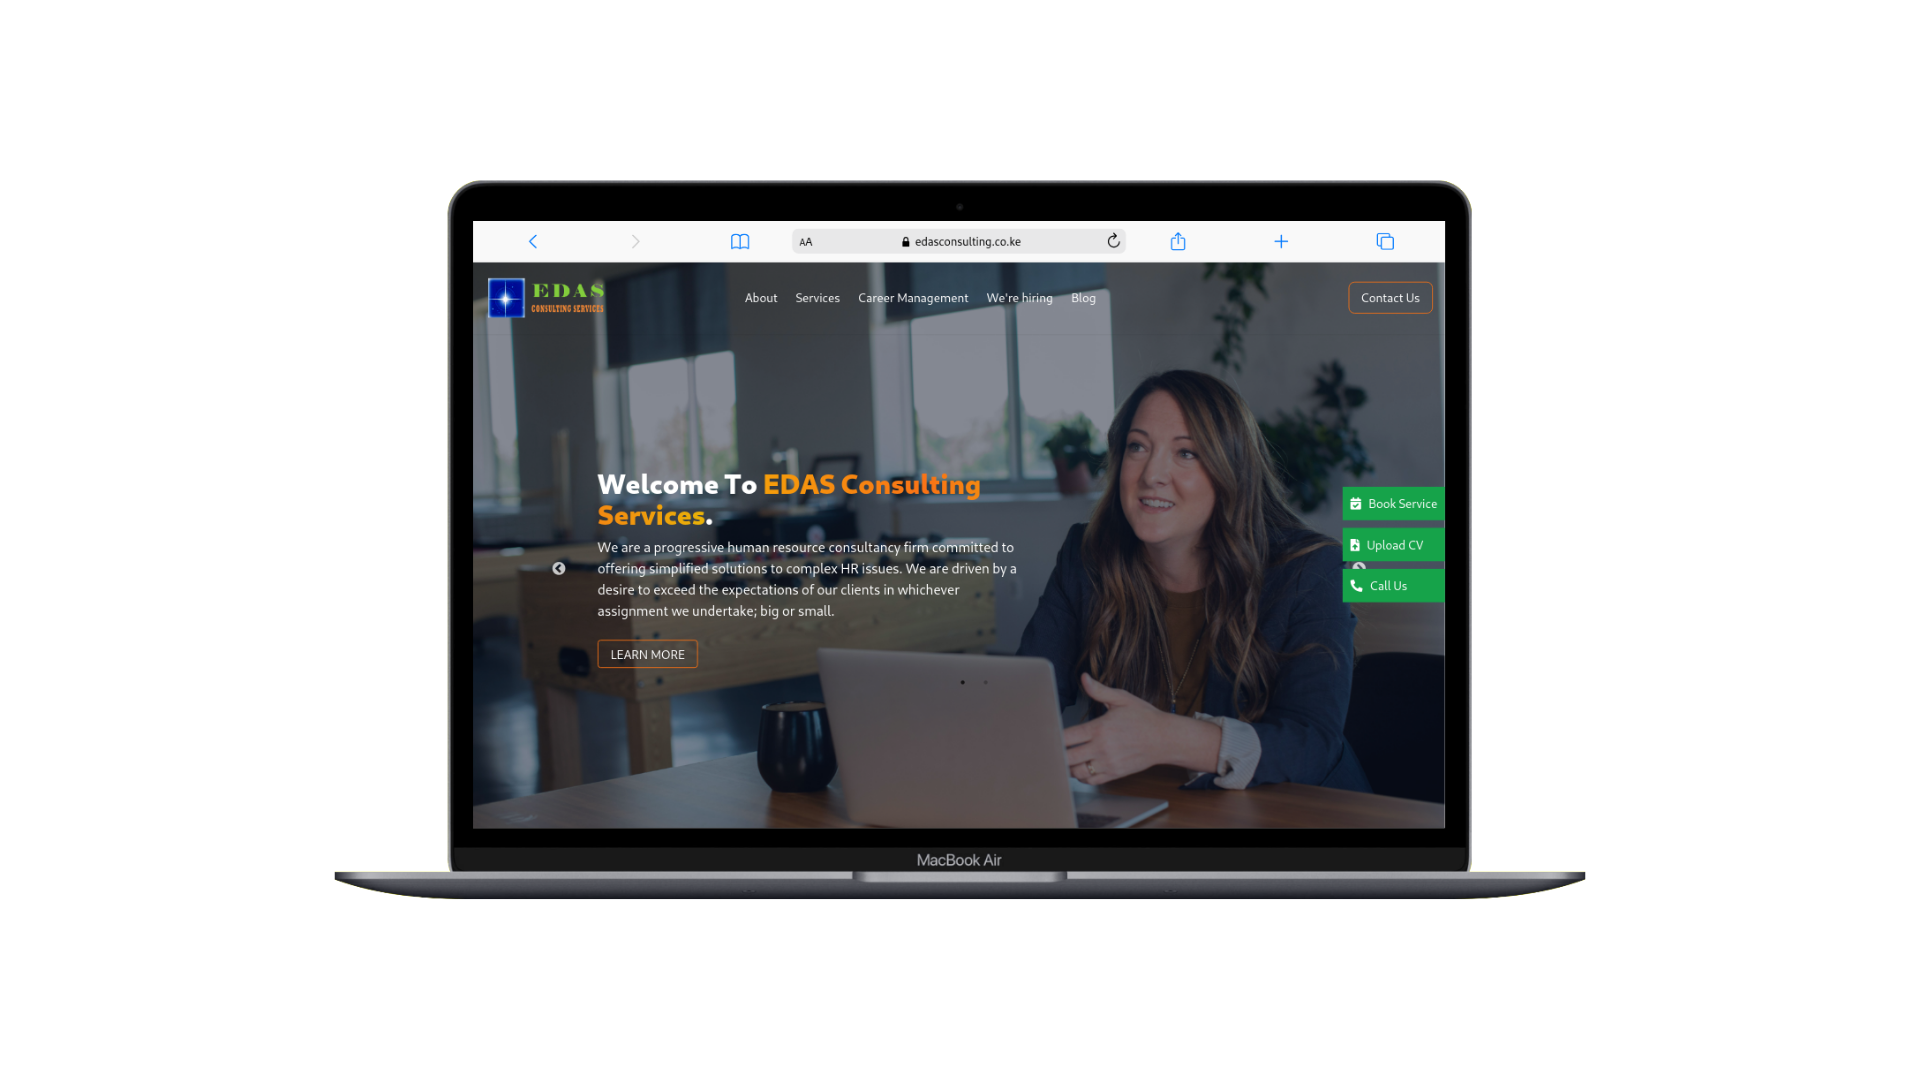 AA edasconsulting.co.ke
EDAS
CONSULTING SERVICES
About Services Career Management We're hiring Blog
Contact Us
Welcome To EDAS Consulting
Services.
We are a progressive human resource consultancy firm committed to
offering simplified solutions to complex HR issues. We are driven by a
desire to exceed the expectations of our clients in whichever
assignment we undertake; big or small.
LEARN MORE
Book Service
Upload CV
Call Us
MacBook Air